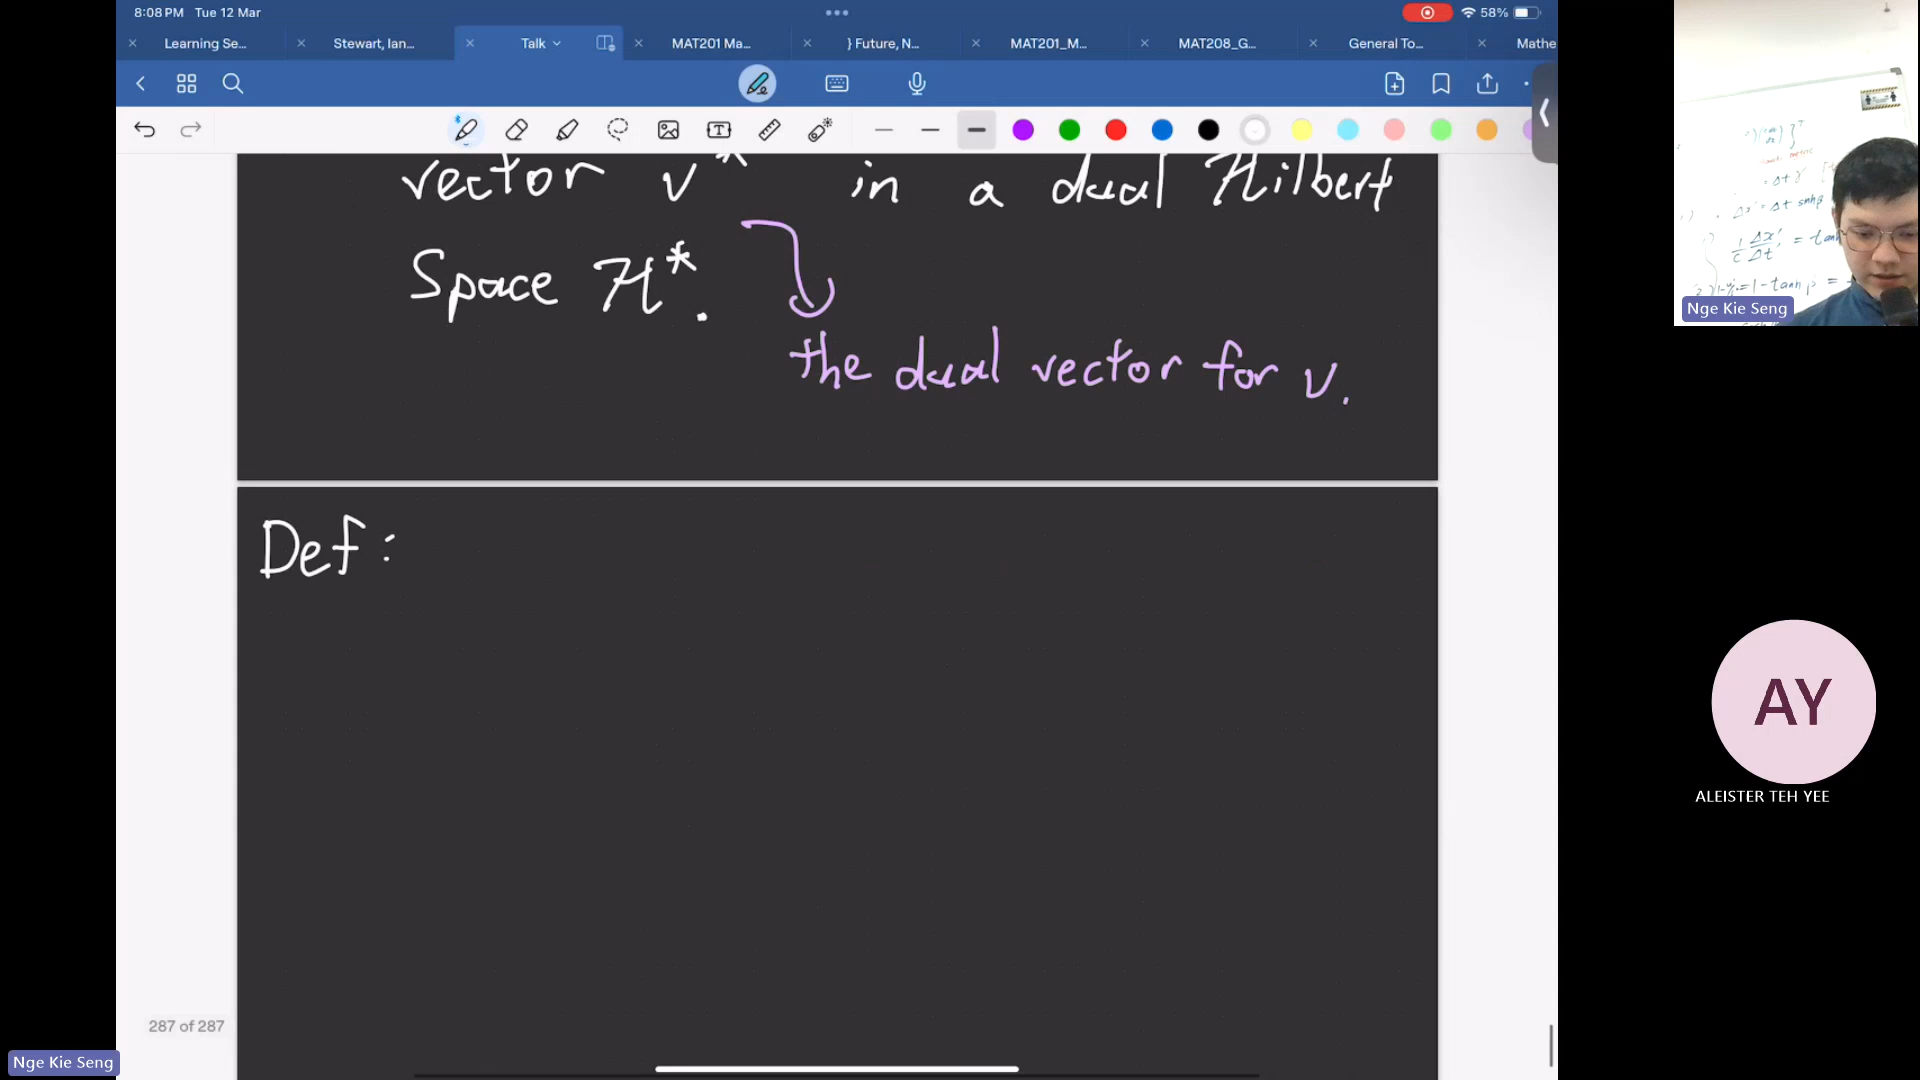 8:08 PM Tue 12 Mar
58%
Learning Se...
Stewart, Ian...
Talk
MAT201 Ma...
} Future, N...
MAT201_M...
MAT208_G...
General To...
Mathe
vector v* in a dual Hilbert
Space ℋ*.
the dual vector for v.
Def:
287 of 287
Nge Kie Seng
Nge Kie Seng
AY
ALEISTER TEH YEE